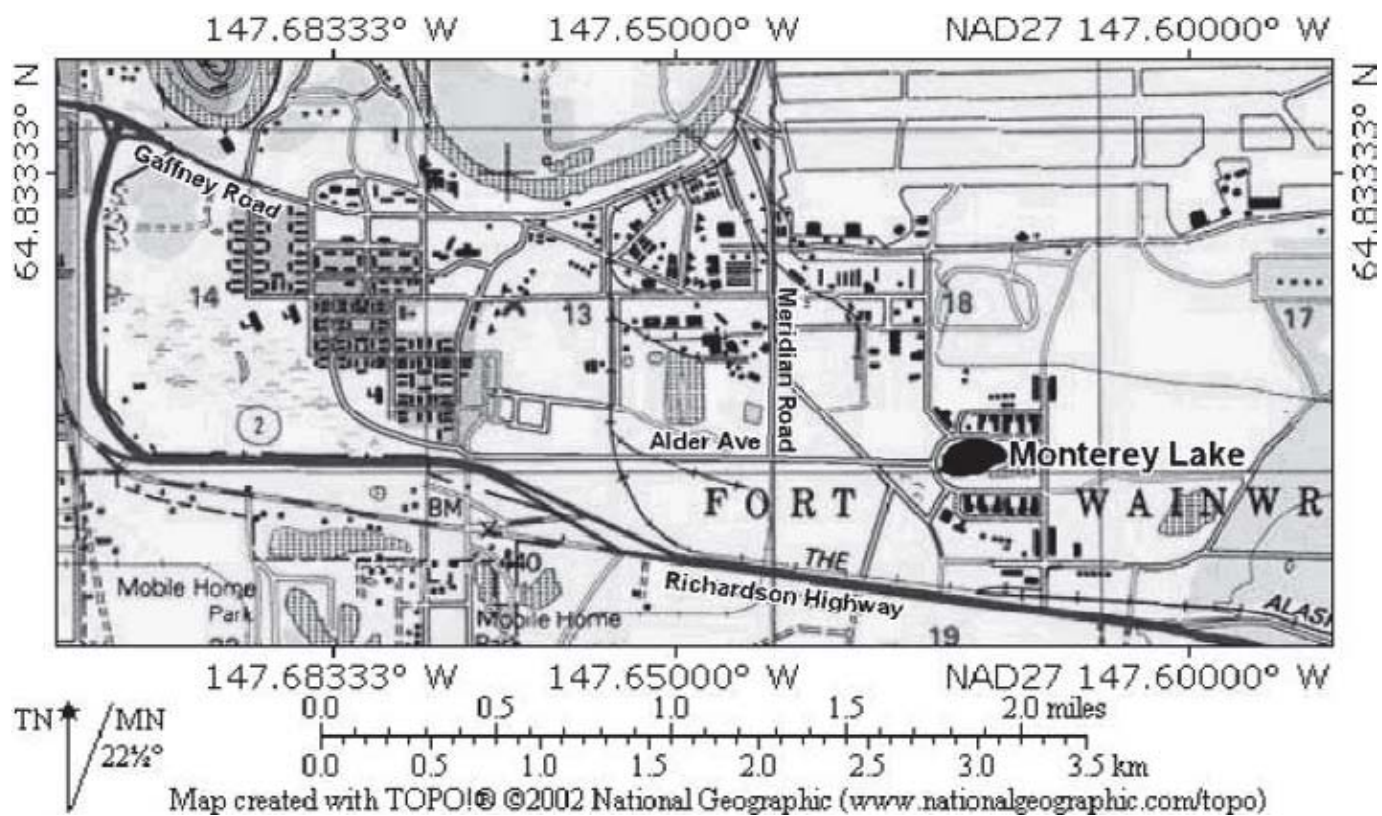 147.68333° W 147.65000° W NAD27 147.60000° W
64.83333° N
64.83333° N
Gaffney Road
14
13
18
17
Meridian Road
2
Alder Ave
Monterey Lake
FORT WAINWR
BM
THE
440
Richardson Highway
ALAS
Mobile Home
Park
Mobile Home
19
147.68333° W 147.65000° W NAD27 147.60000° W
TN MN
22½°
0.0 0.5 1.0 1.5 2.0 miles
0.0 0.5 1.0 1.5 2.0 2.5 3.0 3.5 km
Map created with TOPO!® ©2002 National Geographic (www.nationalgeographic.com/topo)